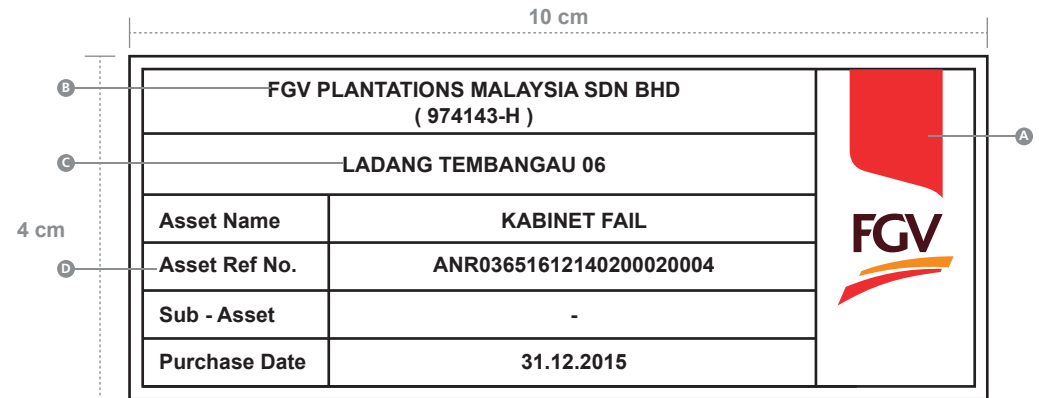 10 cm
B
FGV PLANTATIONS MALAYSIA SDN BHD
( 974143-H )
A
C
LADANG TEMBANGAU 06
4 cm
Asset Name KABINET FAIL
FGV
D
Asset Ref No. ANR03651612140200020004
Sub - Asset -
Purchase Date 31.12.2015